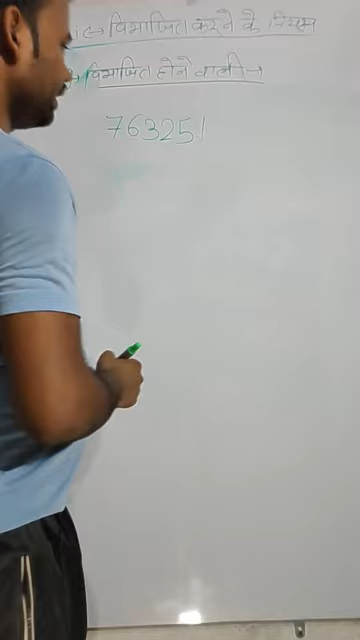 विभाजित करने के नियम
विभाजित होने वाली →
763251